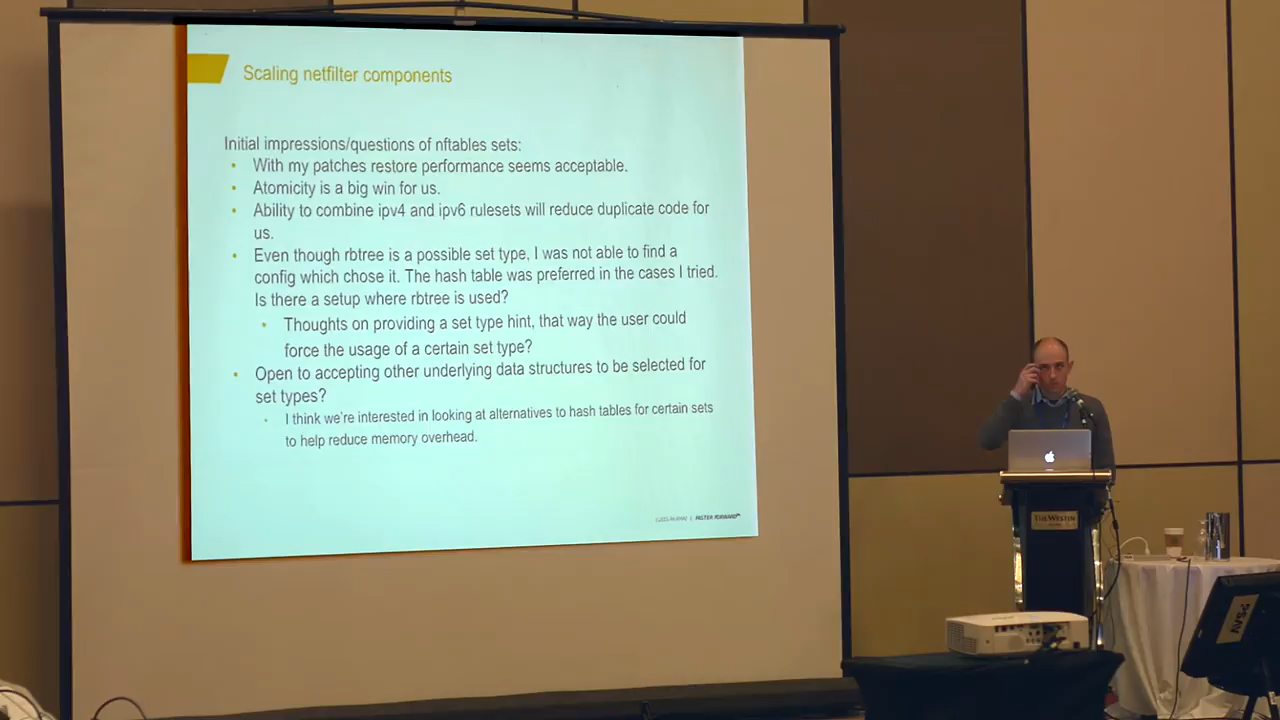 Scaling netfilter components
Initial impressions/questions of nftables sets:
• With my patches restore performance seems acceptable.
• Atomicity is a big win for us.
• Ability to combine ipv4 and ipv6 rulesets will reduce duplicate code for
us.
• Even though rbtree is a possible set type, I was not able to find a
config which chose it. The hash table was preferred in the cases I tried.
Is there a setup where rbtree is used?
• Thoughts on providing a set type hint, that way the user could
force the usage of a certain set type?
• Open to accepting other underlying data structures to be selected for
set types?
• I think we're interested in looking at alternatives to hash tables for certain sets
to help reduce memory overhead.
FASTER FORWARD
THE WESTIN